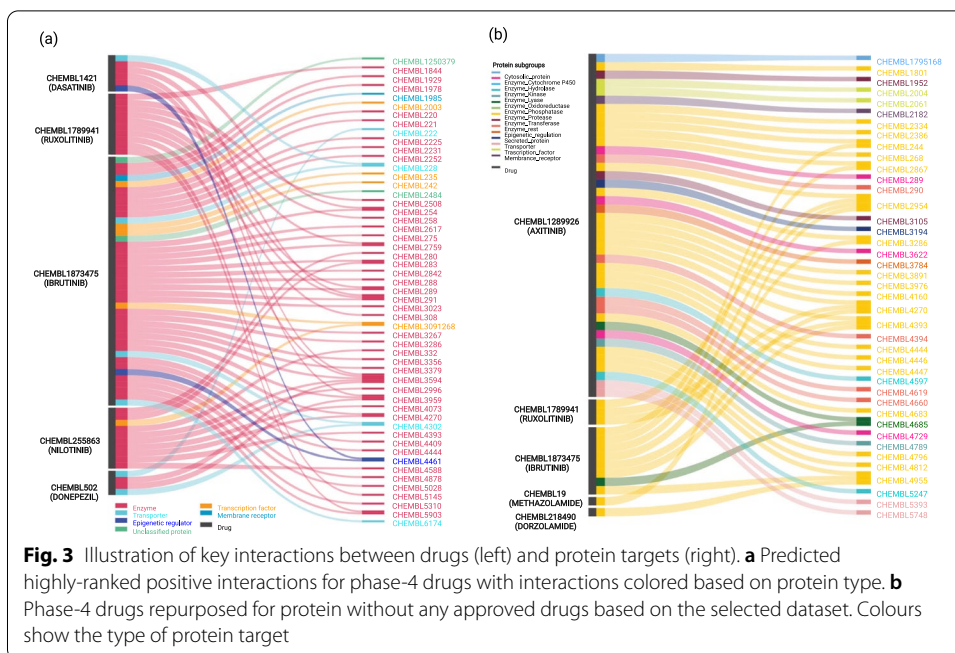 (a)
CHEMBL1421
(DASATINIB)
CHEMBL1789941
(RUXOLITINIB)
CHEMBL1873475
(IBRUTINIB)
CHEMBL255863
(NILOTINIB)
CHEMBL502
(DONEPEZIL)
CHEMBL1250379
CHEMBL1844
CHEMBL1929
CHEMBL1978
CHEMBL1985
CHEMBL2003
CHEMBL220
CHEMBL221
CHEMBL222
CHEMBL2225
CHEMBL2231
CHEMBL2252
CHEMBL228
CHEMBL235
CHEMBL242
CHEMBL2484
CHEMBL2508
CHEMBL254
CHEMBL258
CHEMBL2617
CHEMBL275
CHEMBL2759
CHEMBL280
CHEMBL283
CHEMBL2842
CHEMBL288
CHEMBL289
CHEMBL291
CHEMBL3023
CHEMBL308
CHEMBL3091268
CHEMBL3267
CHEMBL3286
CHEMBL332
CHEMBL3356
CHEMBL3379
CHEMBL3594
CHEMBL2996
CHEMBL3959
CHEMBL4073
CHEMBL4270
CHEMBL4302
CHEMBL4393
CHEMBL4409
CHEMBL4444
CHEMBL4461
CHEMBL4588
CHEMBL4878
CHEMBL5028
CHEMBL5145
CHEMBL5310
CHEMBL5903
CHEMBL6174
Enzyme
Transporter
Epigenetic regulator
Unclassified protein
Transcription factor
Membrane receptor
Drug
(b)
Protein subgroups
Cytosolic_protein
Enzyme_Cytochrome P450
Enzyme_Hydrolase
Enzyme_Kinase
Enzyme_Lyase
Enzyme_Oxidoreductase
Enzyme_Phosphatase
Enzyme_Protease
Enzyme_Transferase
Enzyme_rest
Epigenetic_regulation
Secreted_protein
Transporter
Trascription_factor
Membrance_receptor
Drug
CHEMBL1289926
(AXITINIB)
CHEMBL1789941
(RUXOLITINIB)
CHEMBL1873475
(IBRUTINIB)
CHEMBL19
(METHAZOLAMIDE)
CHEMBL218490
(DORZOLAMIDE)
CHEMBL1795168
CHEMBL1801
CHEMBL1952
CHEMBL2004
CHEMBL2061
CHEMBL2182
CHEMBL2334
CHEMBL2386
CHEMBL244
CHEMBL268
CHEMBL2867
CHEMBL289
CHEMBL290
CHEMBL2954
CHEMBL3105
CHEMBL3194
CHEMBL3286
CHEMBL3622
CHEMBL3784
CHEMBL3891
CHEMBL3976
CHEMBL4160
CHEMBL4270
CHEMBL4393
CHEMBL4394
CHEMBL4444
CHEMBL4446
CHEMBL4447
CHEMBL4597
CHEMBL4619
CHEMBL4660
CHEMBL4683
CHEMBL4685
CHEMBL4729
CHEMBL4789
CHEMBL4796
CHEMBL4812
CHEMBL4955
CHEMBL5247
CHEMBL5393
CHEMBL5748
Fig. 3 Illustration of key interactions between drugs (left) and protein targets (right). a Predicted
highly-ranked positive interactions for phase-4 drugs with interactions colored based on protein type. b
Phase-4 drugs repurposed for protein without any approved drugs based on the selected dataset. Colours
show the type of protein target